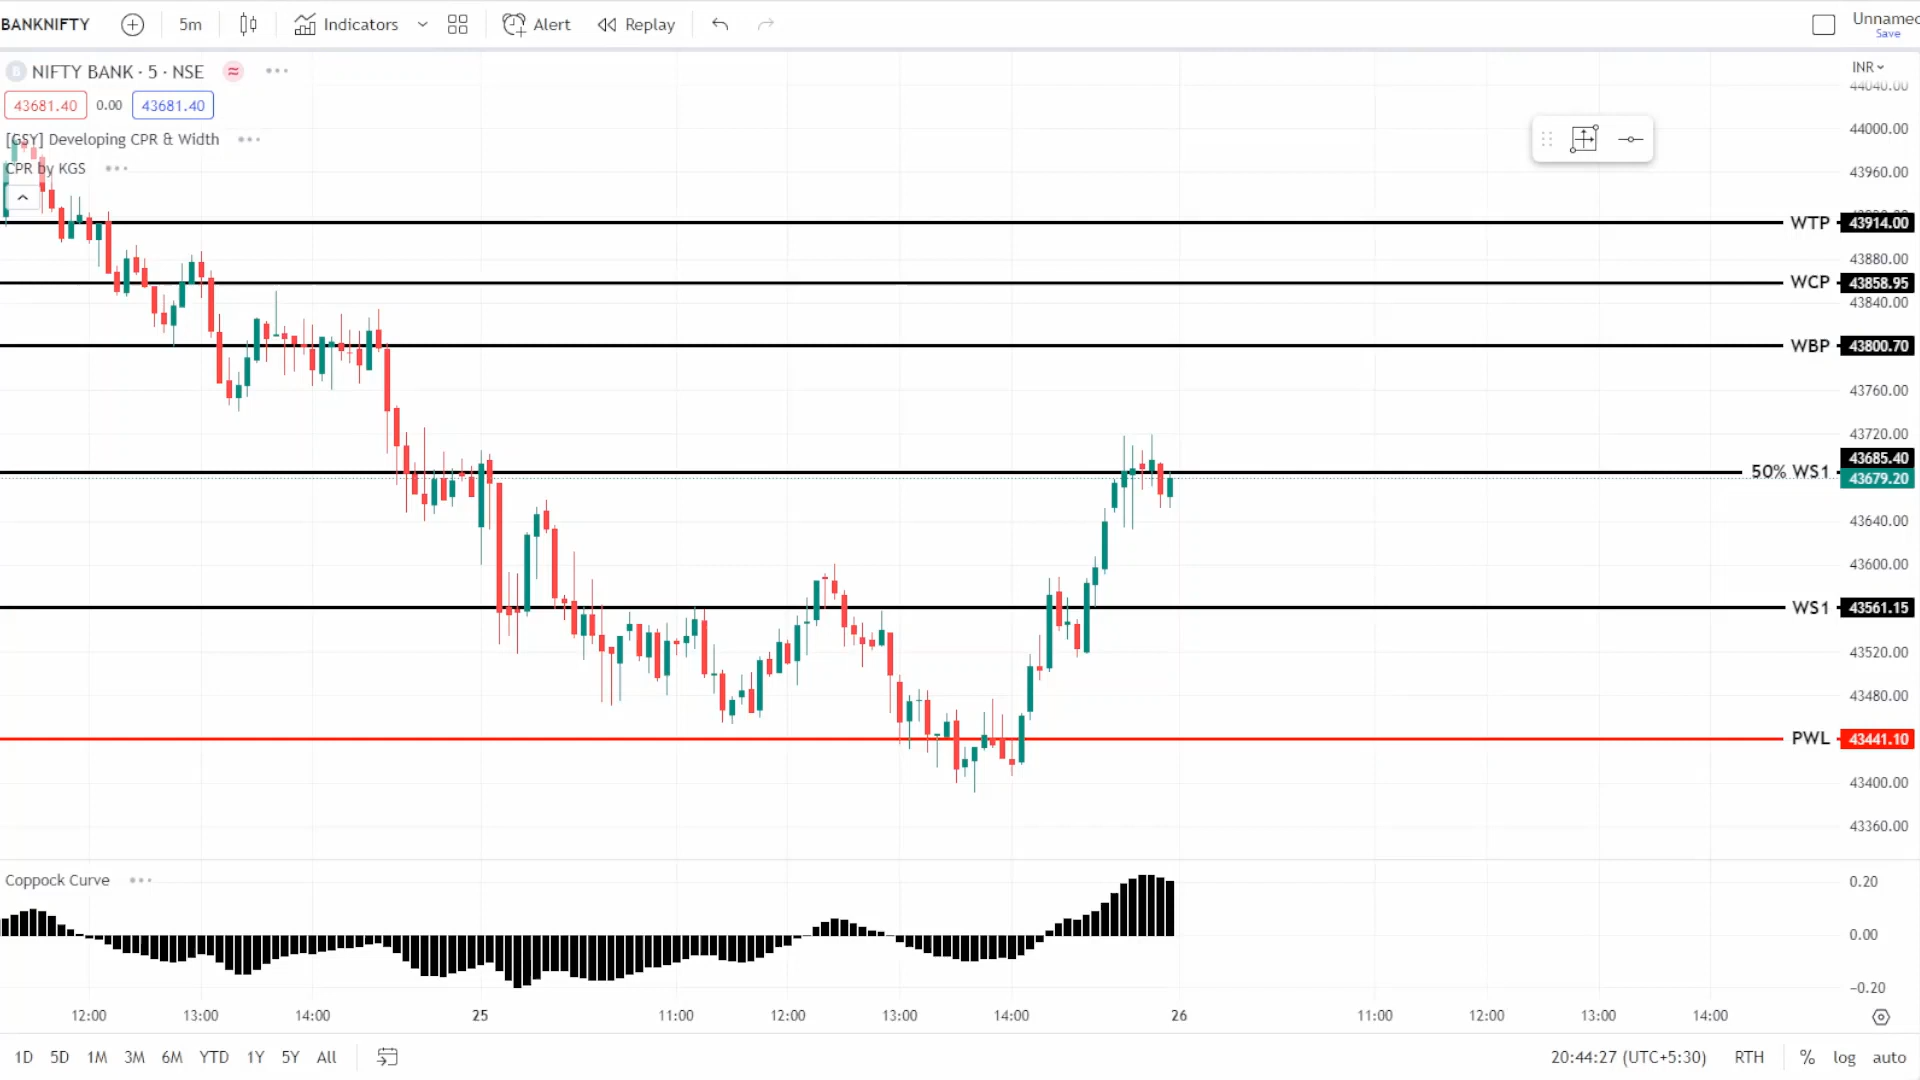 BANKNIFTY
5m
Indicators
Alert
Replay
Unnamed
Save
NIFTY BANK · 5 · NSE
INR
43681.40 0.00 43681.40
[GSY] Developing CPR & Width
CPR by KGS
44040.00
44000.00
43960.00
WTP 43914.00
43880.00
WCP 43858.95
43840.00
WBP 43800.70
43760.00
43720.00
43685.40
50% WS1
43679.20
43640.00
43600.00
WS1 43561.15
43520.00
43480.00
PWL 43441.10
43400.00
43360.00
Coppock Curve
0.20
0.00
−0.20
12:00 13:00 14:00 25 11:00 12:00 13:00 14:00 26 11:00 12:00 13:00 14:00
1D 5D 1M 3M 6M YTD 1Y 5Y All
20:44:27 (UTC+5:30) RTH % log auto